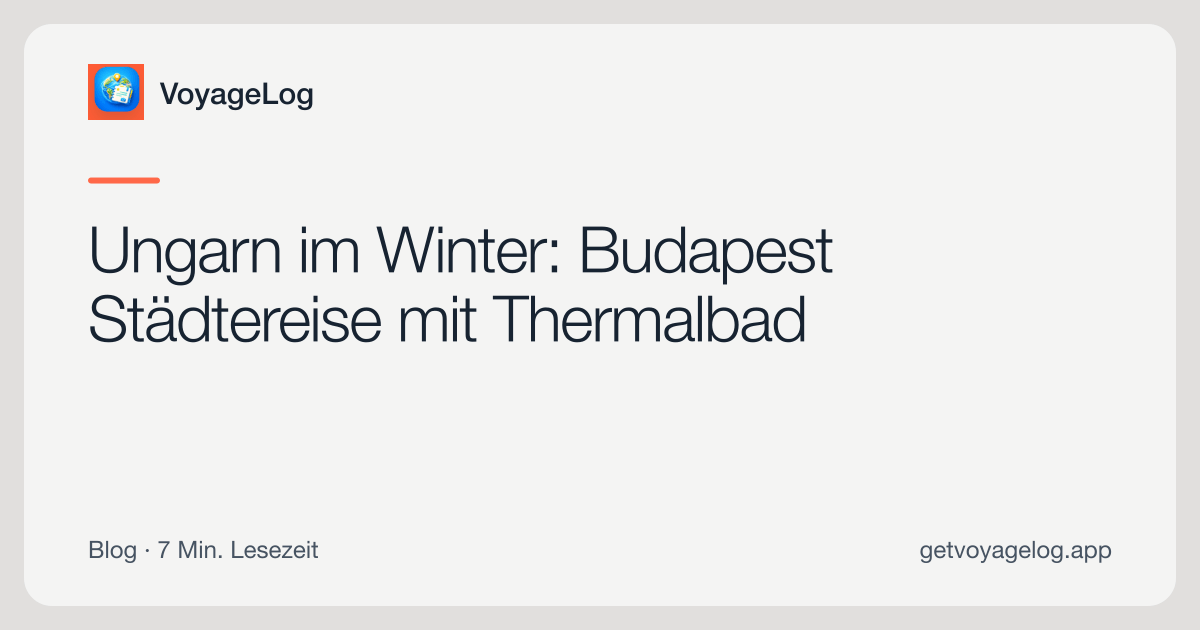 VoyageLog
Ungarn im Winter: Budapest
Städtereise mit Thermalbad
Blog · 7 Min. Lesezeit
getvoyagelog.app